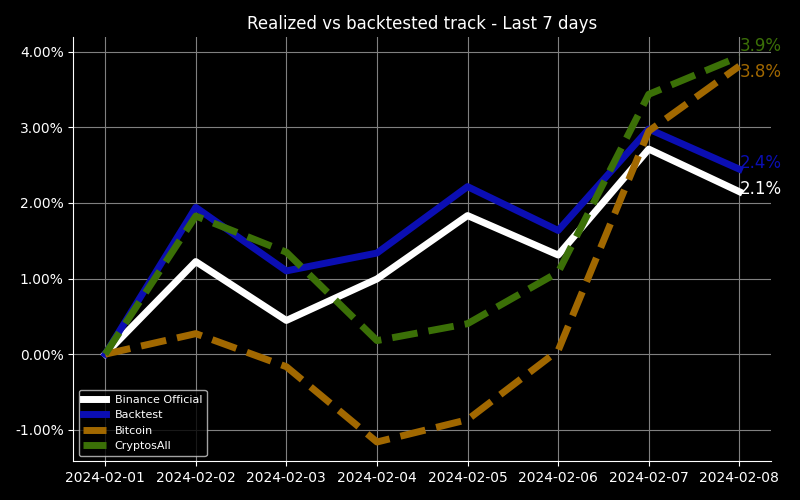 Realized vs backtested track - Last 7 days
4.00%
3.00%
2.00%
1.00%
0.00%
-1.00%
3.9%
3.8%
2.4%
2.1%
Binance Official
Backtest
Bitcoin
CryptosAll
2024-02-01 2024-02-02 2024-02-03 2024-02-04 2024-02-05 2024-02-06 2024-02-07 2024-02-08